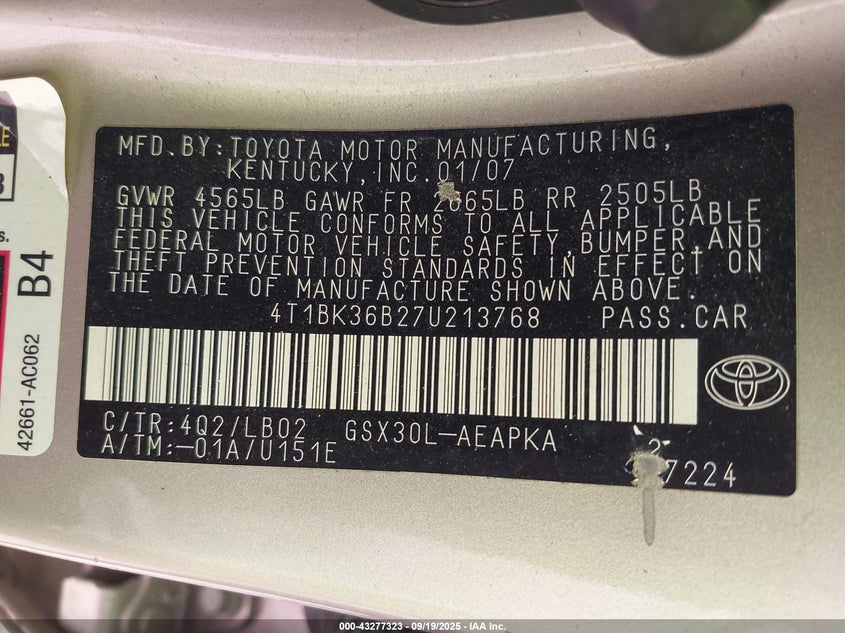 MFD.BY:TOYOTA MOTOR MANUFACTURING,
KENTUCKY,INC.01/07
GVWR 4565LB GAWR FR 665LB RR 2505LB
THIS VEHICLE CONFORMS TO ALL APPLICABLE
FEDERAL MOTOR VEHICLE SAFETY,BUMPER,AND
THEFT PREVENTION STANDARDS IN EFFECT ON
THE DATE OF MANUFACTURE SHOWN ABOVE.
4T1BK36B27U213768 PASS.CAR
C/TR:4Q2/LB02 GSX30L-AEAPKA
A/TM:-01A/U151E
7224
B4
42661-AC062
000-43277323 | 09/19/2025 - IAA Inc.